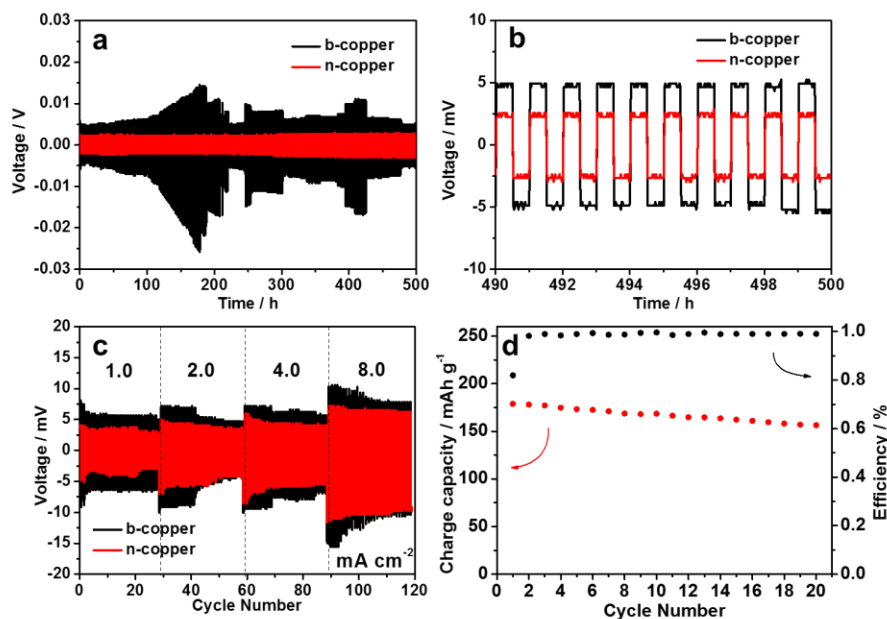 a
b-copper
n-copper
Voltage / V
0.03
0.02
0.01
0.00
-0.01
-0.02
-0.03
0 100 200 300 400 500
Time / h
b
b-copper
n-copper
Voltage / mV
10
5
0
-5
-10
490 492 494 496 498 500
Time / h
c
1.0 2.0 4.0 8.0
b-copper
n-copper
mA cm⁻²
Voltage / mV
20
15
10
5
0
-5
-10
-15
-20
0 20 40 60 80 100 120
Cycle Number
d
Charge capacity / mAh g⁻¹
250
200
150
100
50
0
1.0
0.8
0.6
0.4
0.2
0.0
Efficiency / %
0 2 4 6 8 10 12 14 16 18 20
Cycle Number